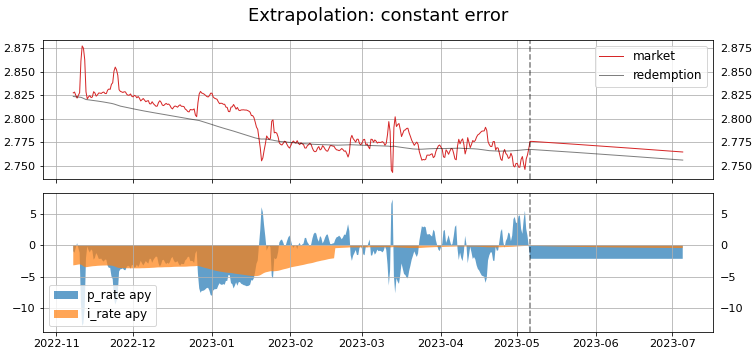 Extrapolation: constant error
2.875 2.875
2.850 2.850
2.825 2.825
2.800 2.800
2.775 2.775
2.750 2.750
market
redemption
5 5
0 0
−5 −5
−10 −10
p_rate apy
i_rate apy
2022-11 2022-12 2023-01 2023-02 2023-03 2023-04 2023-05 2023-06 2023-07